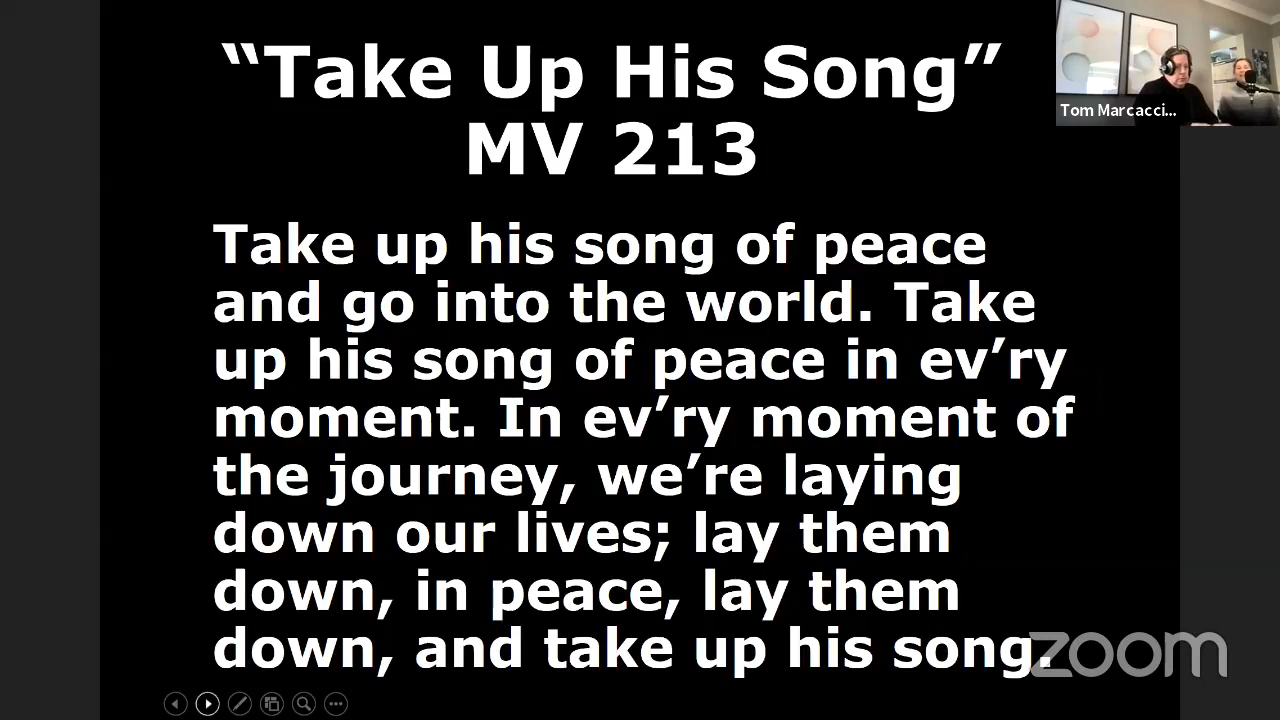 “Take Up His Song”
MV 213
Tom Marcacci...
Take up his song of peace
and go into the world. Take
up his song of peace in ev’ry
moment. In ev’ry moment of
the journey, we’re laying
down our lives; lay them
down, in peace, lay them
down, and take up his song.
zoom